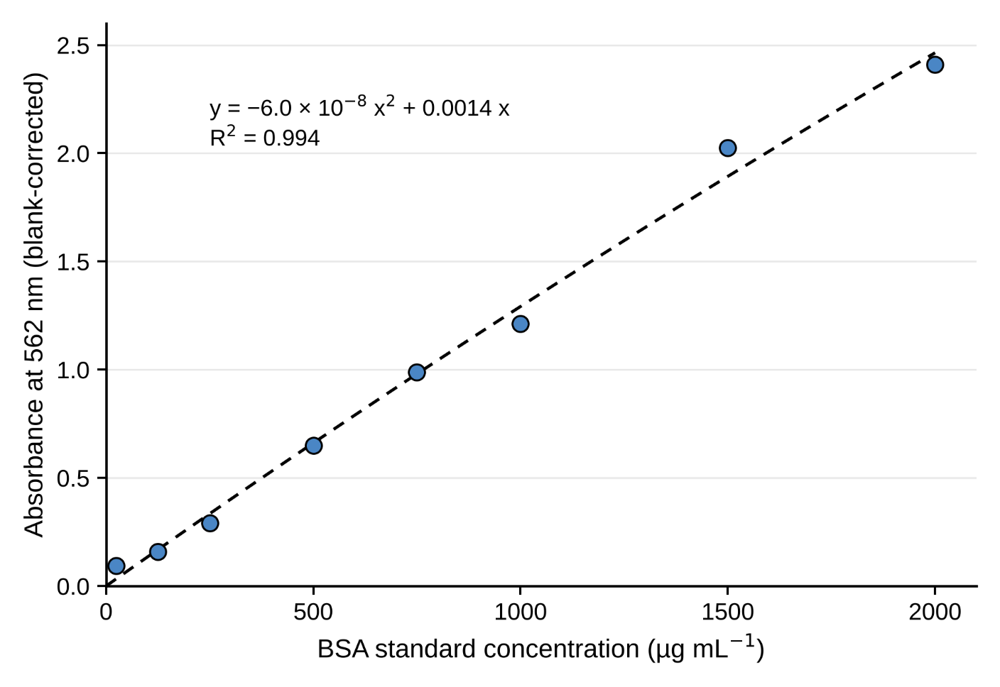 2.5
2.0
1.5
1.0
0.5
0.0
Absorbance at 562 nm (blank-corrected)
y = −6.0 × 10⁻⁸ x² + 0.0014 x
R² = 0.994
0 500 1000 1500 2000
BSA standard concentration (µg mL⁻¹)